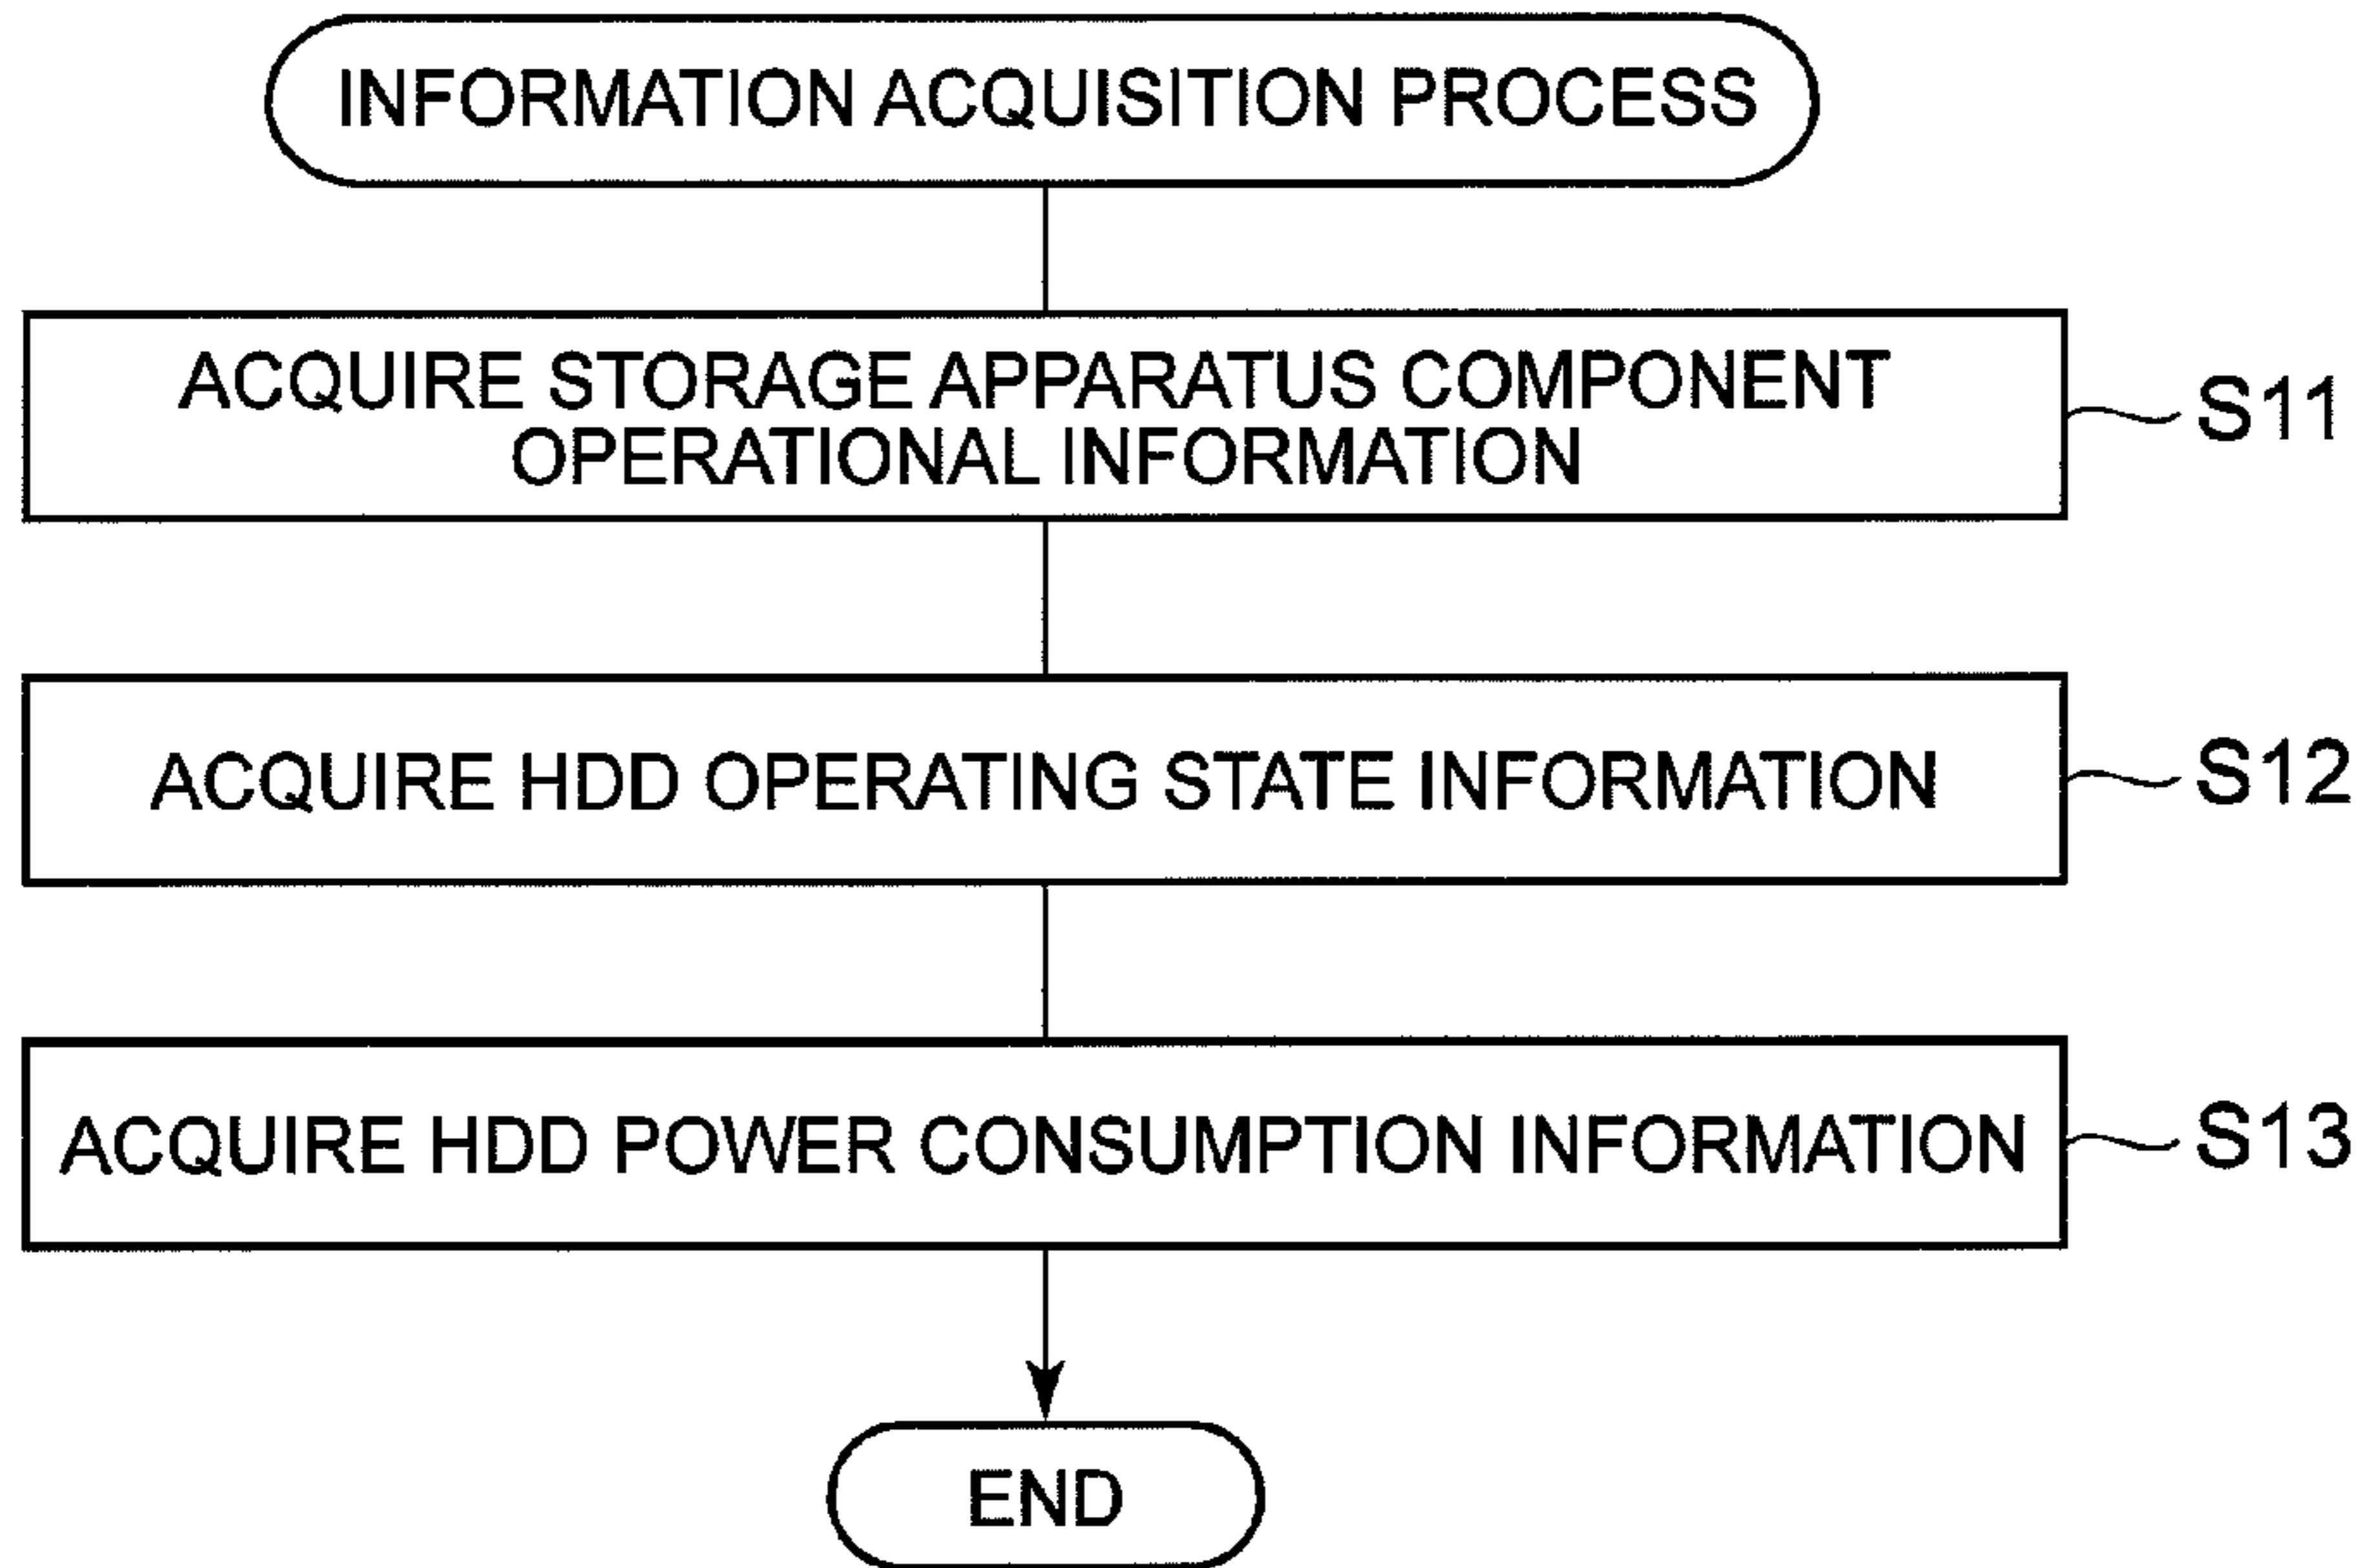 INFORMATION ACQUISITION PROCESS
ACQUIRE STORAGE APPARATUS COMPONENT
OPERATIONAL INFORMATION
S11
ACQUIRE HDD OPERATING STATE INFORMATION
S12
ACQUIRE HDD POWER CONSUMPTION INFORMATION
S13
END